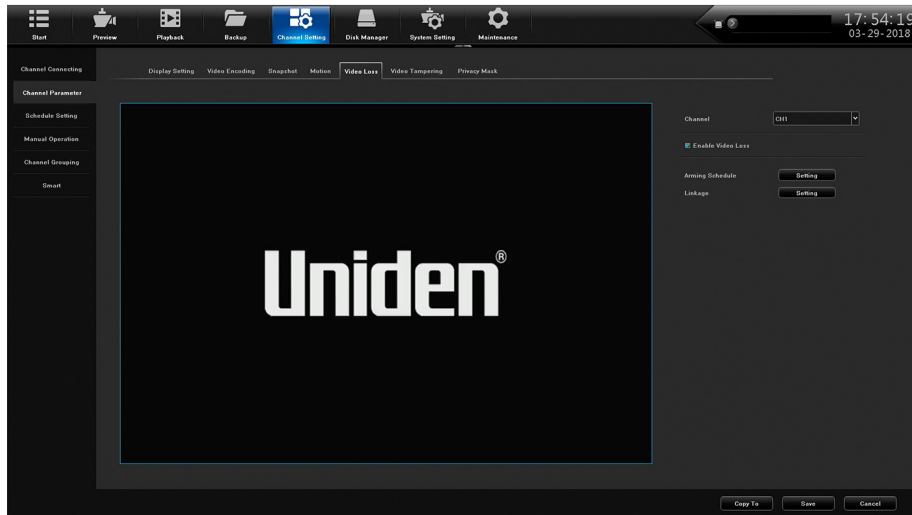 Start Preview Playback Backup Channel Setting Disk Manager System Setting Maintenance
17:54:19
03-29-2018
Channel Connecting
Channel Parameter
Schedule Setting
Manual Operation
Channel Grouping
Smart
Display Setting Video Encoding Snapshot Motion Video Loss Video Tampering Privacy Mask
Uniden®
Channel CH1
Enable Video Loss
Arming Schedule Setting
Linkage Setting
Copy To Save Cancel